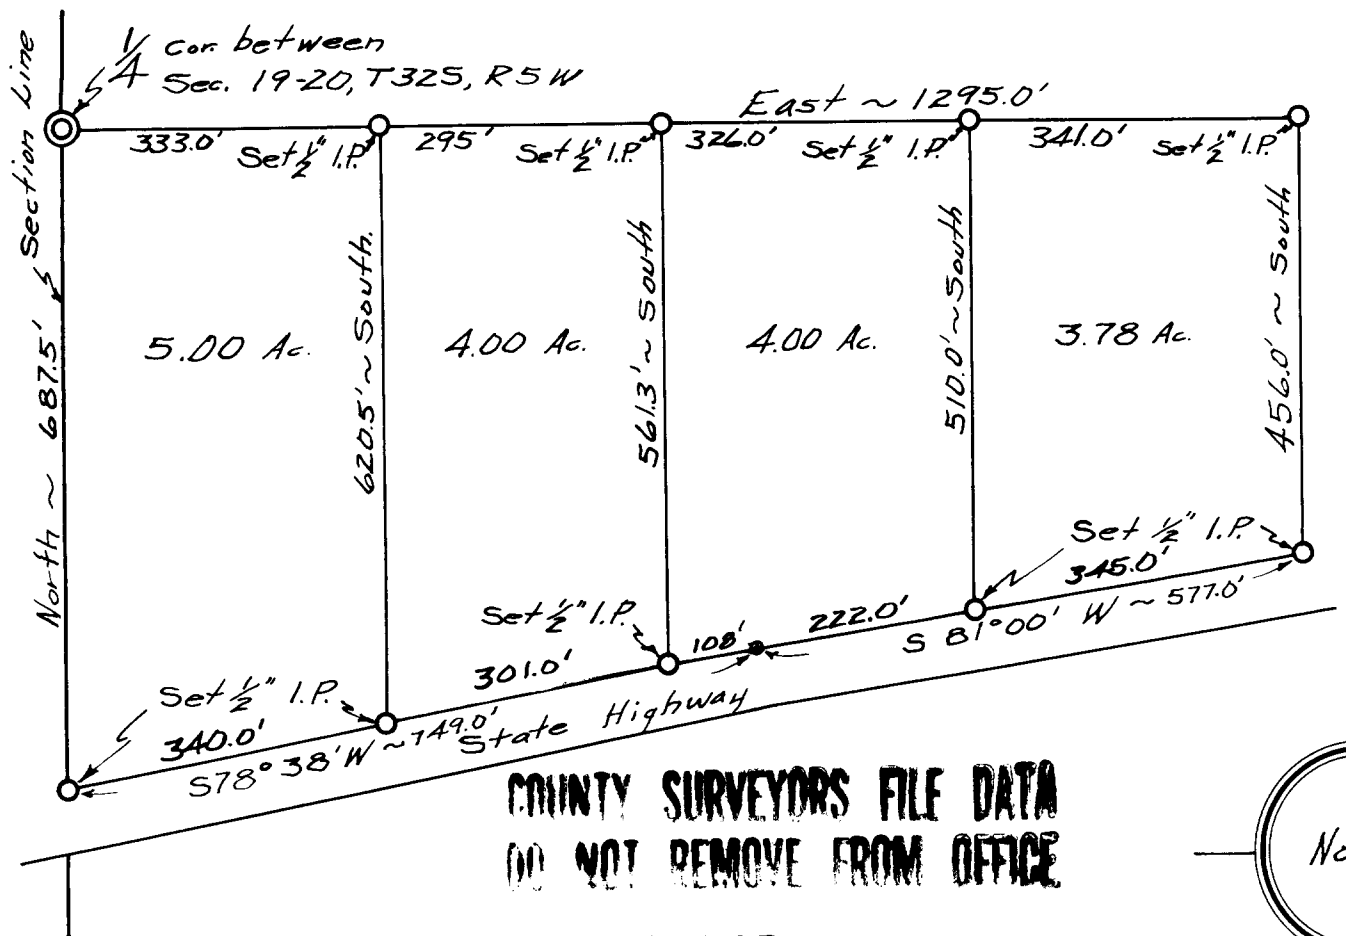 1/4 cor. between
Sec. 19-20, T32S, R5W
East ~ 1295.0'
333.0'
Set 1/2" I.P.
295'
Set 1/2" I.P.
326.0'
Set 1/2" I.P.
341.0'
Set 1/2" I.P.
Section Line
North ~ 687.5'
620.5' ~ South.
561.3' ~ South
510.0' ~ South
456.0' ~ South
5.00 Ac.
4.00 Ac.
4.00 Ac.
3.78 Ac.
Set 1/2" I.P.
345.0'
S 81°00' W ~ 577.0'
222.0'
108'
Set 1/2" I.P.
301.0'
Set 1/2" I.P.
340.0'
S78°38'W ~ 749.0'
State Highway
COUNTY SURVEYORS FILE DATA
DO NOT REMOVE FROM OFFICE